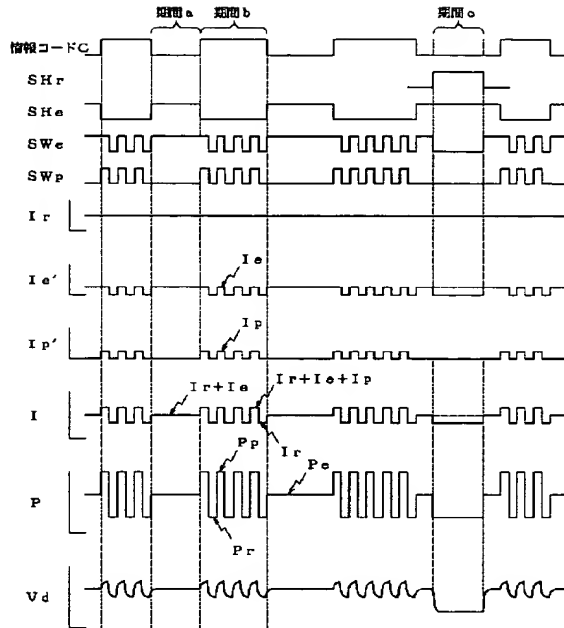 期間a 期間b 期間c
情報コードC
SHr
SHe
SWe
SWp
Ir
Ie
Ie'
Ip
Ip'
Ir+Ie
Ir+Ie+Ip
I
Ir
Pp
Pe
P
Pr
Vd